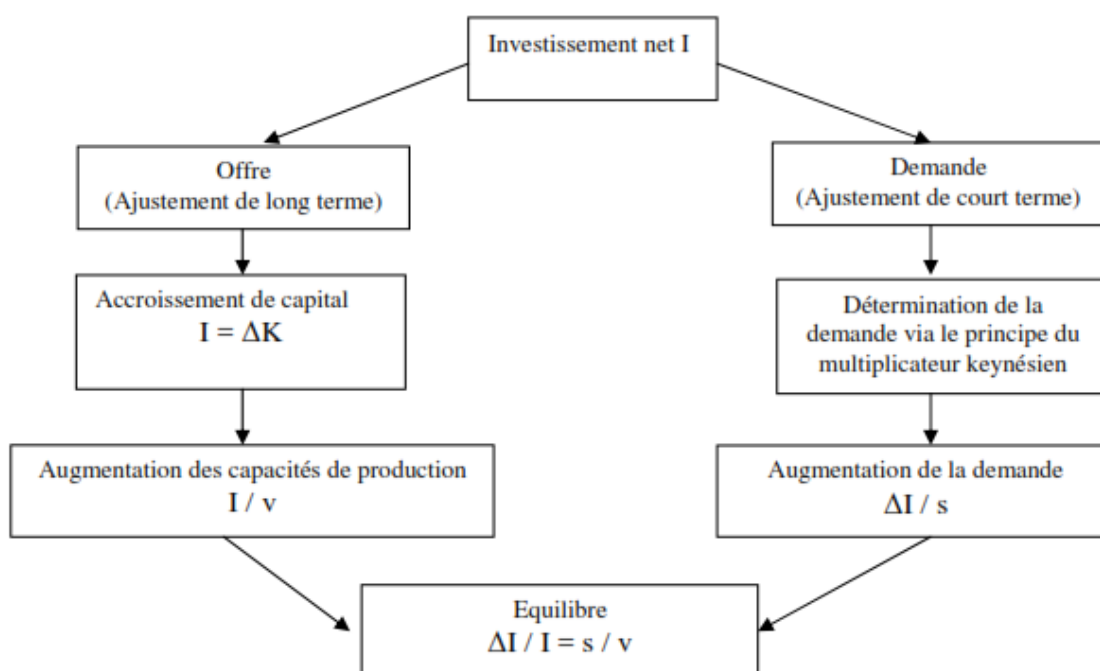 Investissement net I
Offre
(Ajustement de long terme)
Demande
(Ajustement de court terme)
Accroissement de capital
I = ΔK
Détermination de la
demande via le principe du
multiplicateur keynésien
Augmentation des capacités de production
I / v
Augmentation de la demande
ΔI / s
Equilibre
ΔI / I = s / v